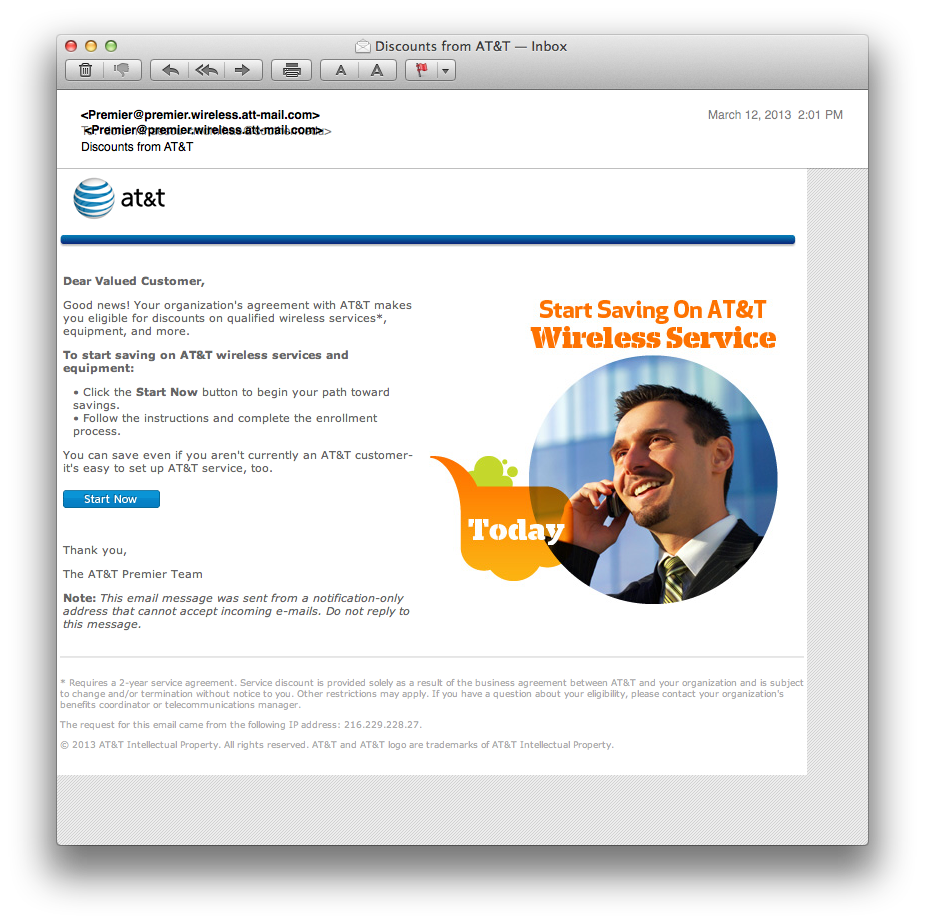 Discounts from AT&T — Inbox
A A
<Premier@premier.wireless.att-mail.com>
March 12, 2013 2:01 PM
<Premier@premier.wireless.att-mail.com>
Discounts from AT&T
at&t
Dear Valued Customer,
Good news! Your organization's agreement with AT&T makes
you eligible for discounts on qualified wireless services*,
equipment, and more.
To start saving on AT&T wireless services and
equipment:
• Click the Start Now button to begin your path toward
savings.
• Follow the instructions and complete the enrollment
process.
You can save even if you aren't currently an AT&T customer-
it's easy to set up AT&T service, too.
Start Now
Thank you,
The AT&T Premier Team
Note: This email message was sent from a notification-only
address that cannot accept incoming e-mails. Do not reply to
this message.
Start Saving On AT&T
Wireless Service
Today
* Requires a 2-year service agreement. Service discount is provided solely as a result of the business agreement between AT&T and your organization and is subject
to change and/or termination without notice to you. Other restrictions may apply. If you have a question about your eligibility, please contact your organization's
benefits coordinator or telecommunications manager.
The request for this email came from the following IP address: 216.229.228.27.
© 2013 AT&T Intellectual Property. All rights reserved. AT&T and AT&T logo are trademarks of AT&T Intellectual Property.